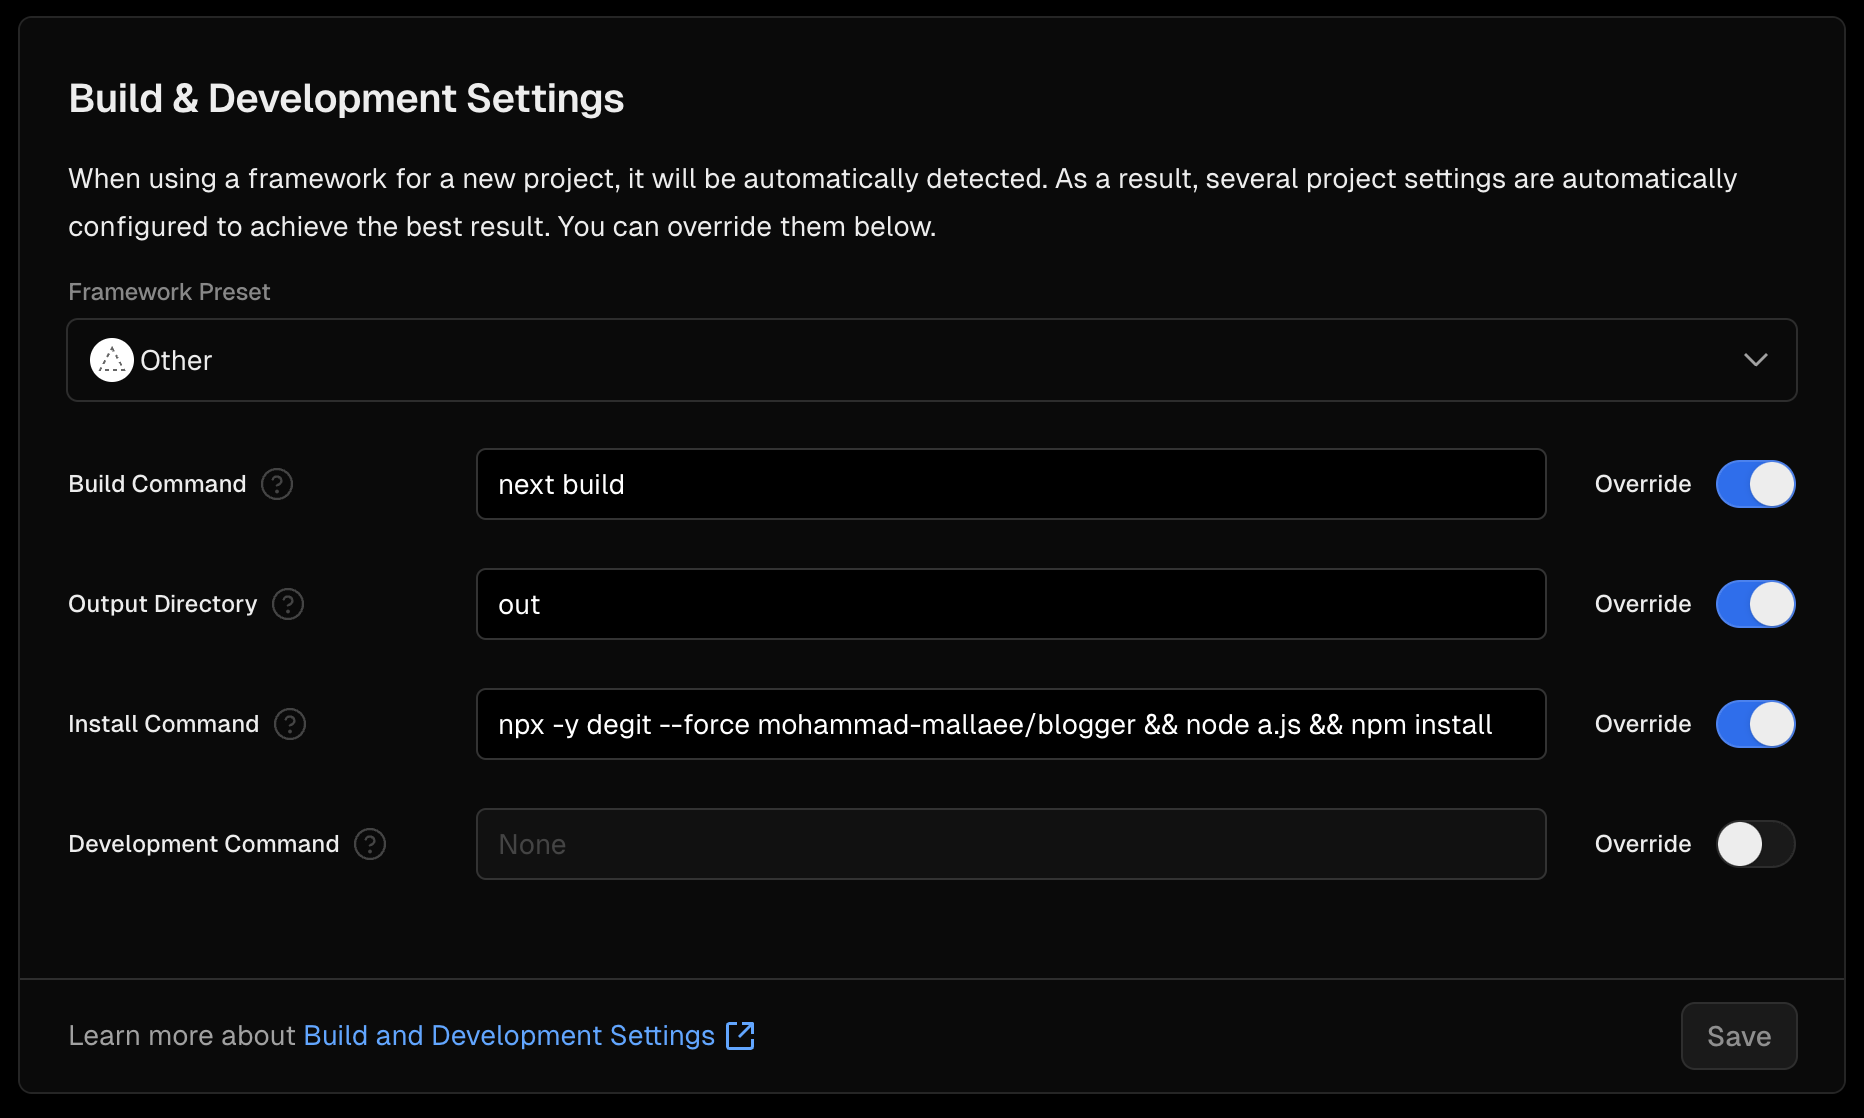 Build & Development Settings
When using a framework for a new project, it will be automatically detected. As a result, several project settings are automatically
configured to achieve the best result. You can override them below.
Framework Preset
Other
Build Command ?
next build
Override
Output Directory ?
out
Override
Install Command ?
npx -y degit --force mohammad-mallaee/blogger && node a.js && npm install
Override
Development Command ?
None
Override
Learn more about Build and Development Settings
Save